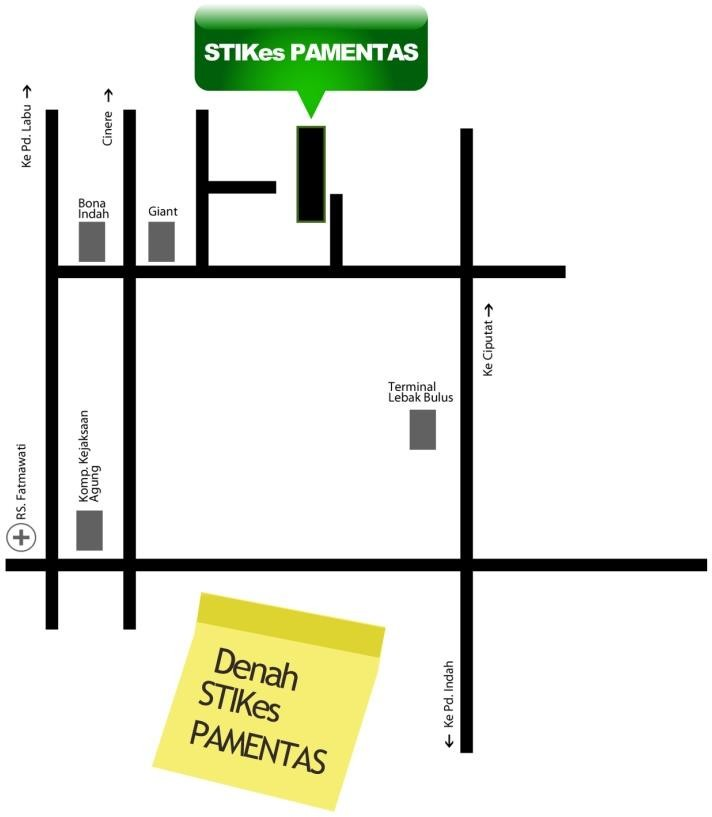 STIKes PAMENTAS
Ke Pd. Labu →
Cinere →
Bona
Indah
Giant
Ke Ciputat →
Terminal
Lebak Bulus
Komp. Kejaksaan
Agung
RS. Fatmawati
← Ke Pd. Indah
Denah
STIKes
PAMENTAS